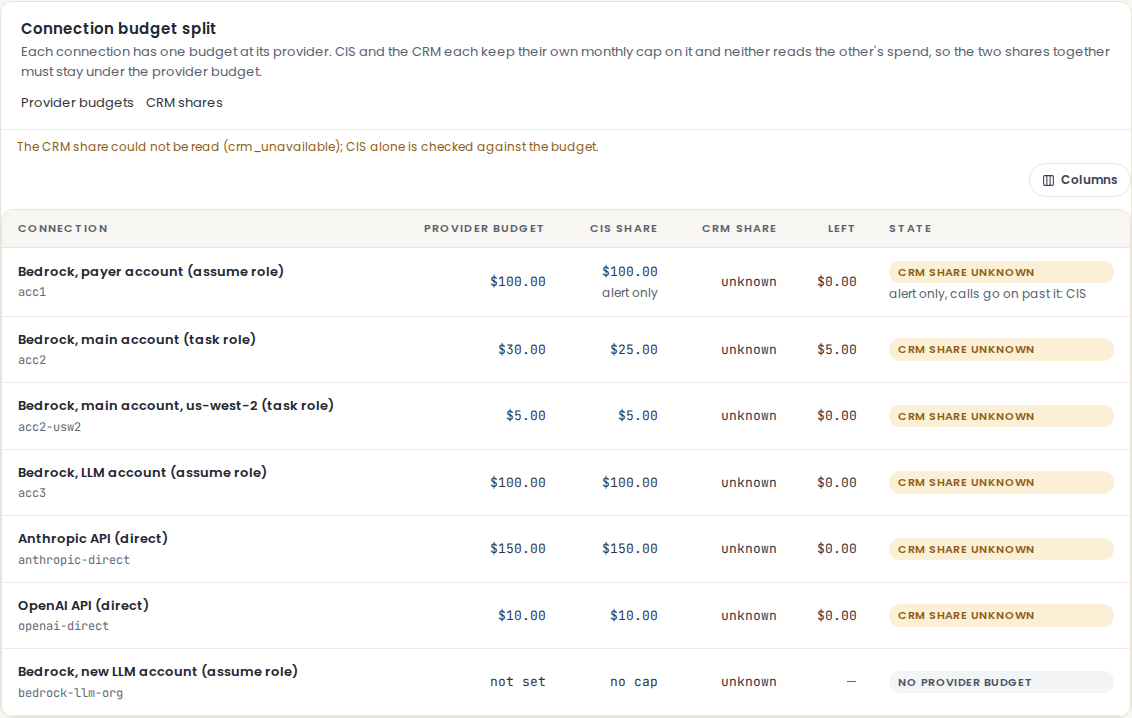 Connection budget split
Each connection has one budget at its provider. CIS and the CRM each keep their own monthly cap on it and neither reads the other's spend, so the two shares together
must stay under the provider budget.
Provider budgets CRM shares
The CRM share could not be read (crm_unavailable); CIS alone is checked against the budget.
Columns
CONNECTION PROVIDER BUDGET CIS SHARE CRM SHARE LEFT STATE
Bedrock, payer account (assume role)
acc1
$100.00
$100.00
alert only
unknown
$0.00
CRM SHARE UNKNOWN
alert only, calls go on past it: CIS
Bedrock, main account (task role)
acc2
$30.00 $25.00 unknown $5.00 CRM SHARE UNKNOWN
Bedrock, main account, us-west-2 (task role)
acc2-usw2
$5.00 $5.00 unknown $0.00 CRM SHARE UNKNOWN
Bedrock, LLM account (assume role)
acc3
$100.00 $100.00 unknown $0.00 CRM SHARE UNKNOWN
Anthropic API (direct)
anthropic-direct
$150.00 $150.00 unknown $0.00 CRM SHARE UNKNOWN
OpenAI API (direct)
openai-direct
$10.00 $10.00 unknown $0.00 CRM SHARE UNKNOWN
Bedrock, new LLM account (assume role)
bedrock-llm-org
not set no cap unknown — NO PROVIDER BUDGET